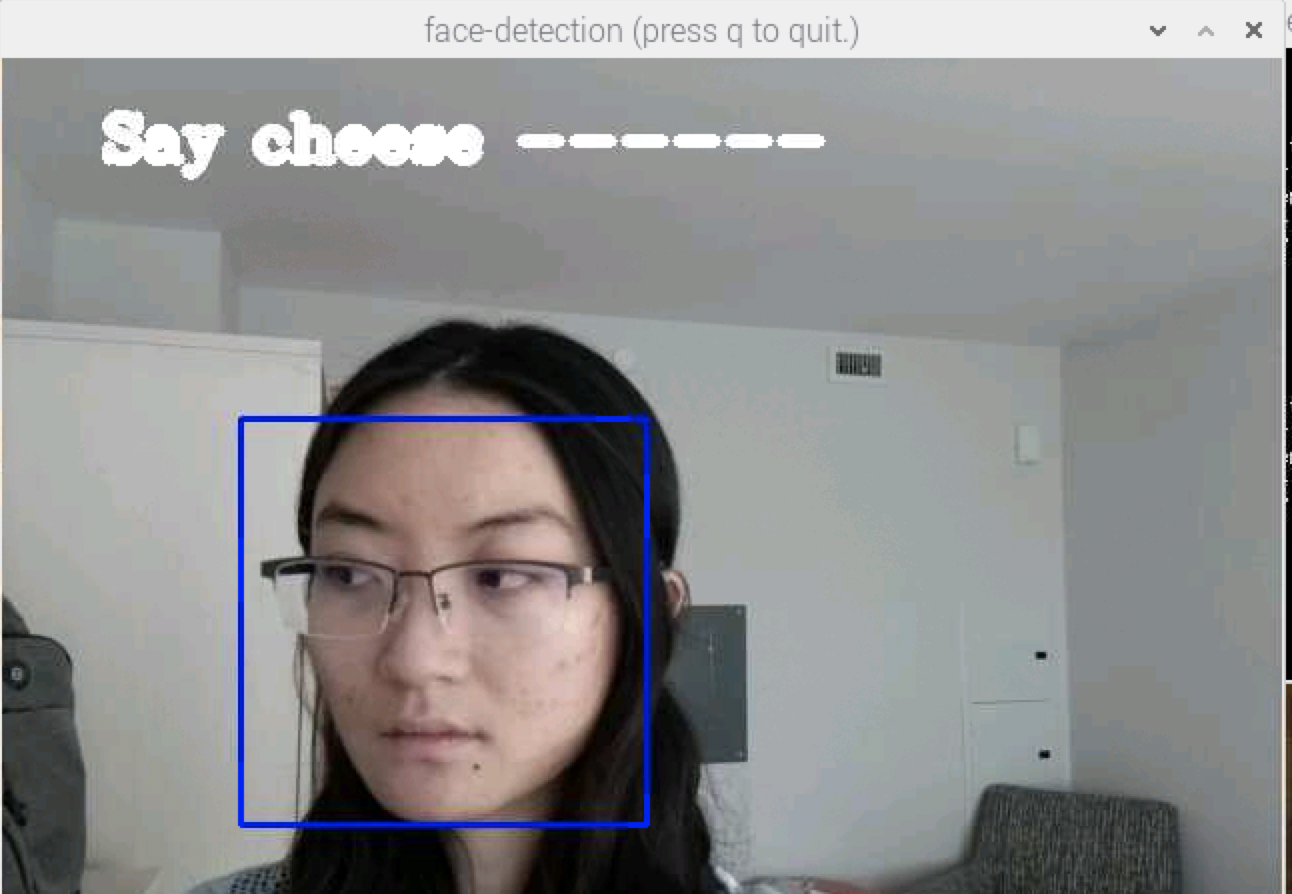 face-detection (press q to quit.)
Say cheese ------